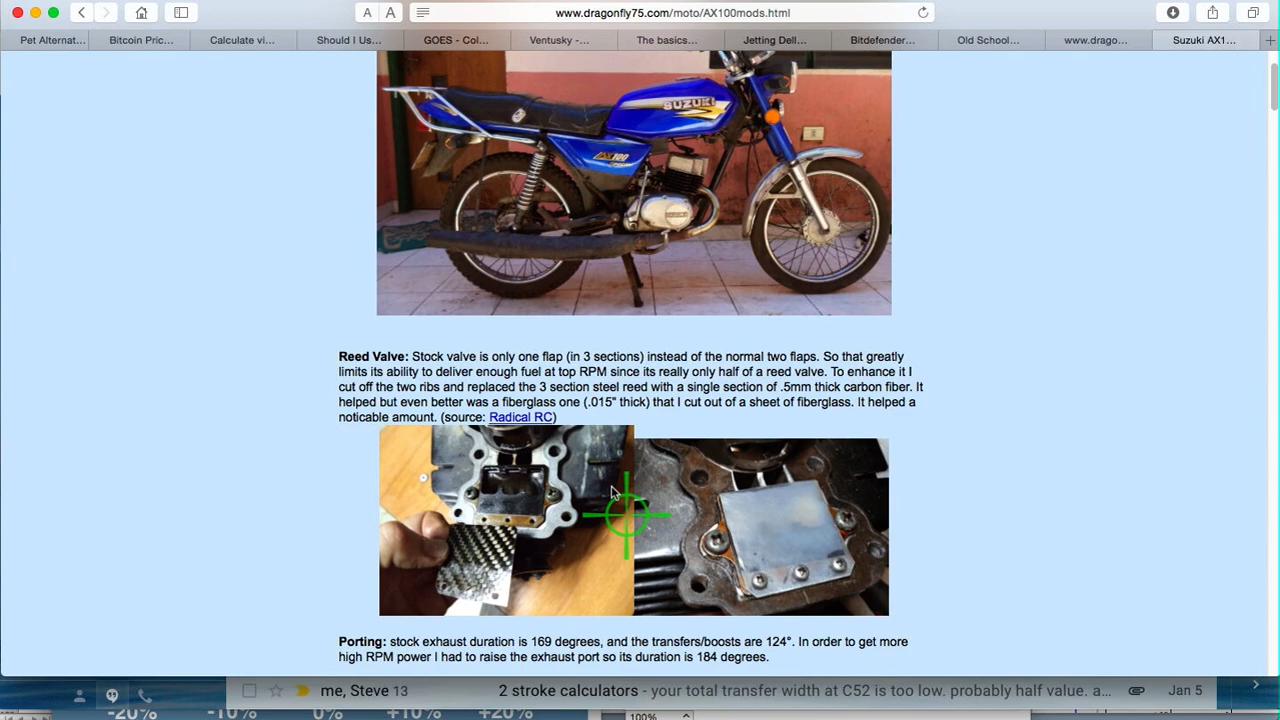 A A www.dragonfly75.com/moto/AX100mods.html
Pet Alternat... Bitcoin Pric... Calculate vi... Should I Us... GOES - Col... Ventusky -... The basics... Jetting Dell... Bitdefender... Old School... www.drago... Suzuki AX1...
SUZUKI
AX100
Reed Valve: Stock valve is only one flap (in 3 sections) instead of the normal two flaps. So that greatly
limits its ability to deliver enough fuel at top RPM since its really only half of a reed valve. To enhance it I
cut off the two ribs and replaced the 3 section steel reed with a single section of .5mm thick carbon fiber. It
helped but even better was a fiberglass one (.015" thick) that I cut out of a sheet of fiberglass. It helped a
noticable amount. (source: Radical RC)
Porting: stock exhaust duration is 169 degrees, and the transfers/boosts are 124°. In order to get more
high RPM power I had to raise the exhaust port so its duration is 184 degrees.
me, Steve 13 2 stroke calculators - your total transfer width at C52 is too low. probably half value. a... Jan 5
-20% -10% 0% +10% +20% 100%